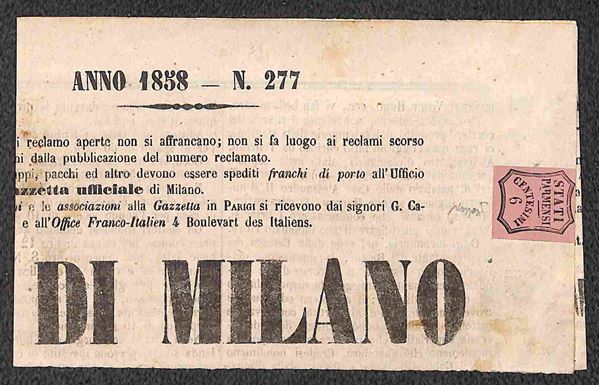 ANNO 1858 — N. 277
i reclamo aperte non si affrancano; non si fa luogo ai reclami scorso
ni dalla pubblicazione del numero reclamato.
ppi, pacchi ed altro devono essere spediti franchi di porto all'Ufficio
azzetta uffiziale di Milano.
ni e le associazioni alla Gazzetta in PARIGI si ricevono dai signori G. Ca-
e all'Office Franco-Italien 4 Boulevart des Italiens.
DI MILANO
STATI
PARMENSI
CENTESIMI
6